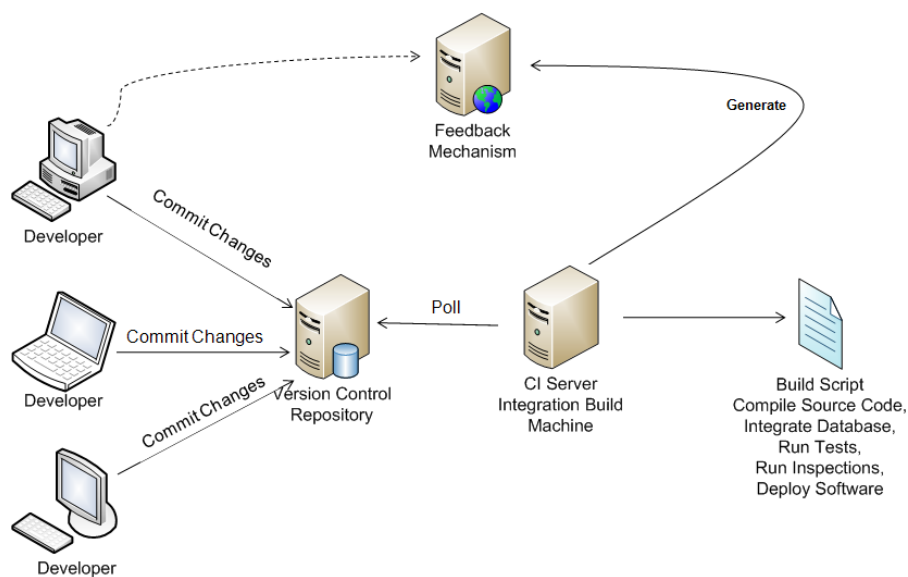 Feedback
Mechanism
Generate
Developer
Commit Changes
Developer
Commit Changes
Developer
Commit Changes
Version Control
Repository
Poll
CI Server
Integration Build
Machine
Build Script
Compile Source Code,
Integrate Database,
Run Tests,
Run Inspections,
Deploy Software